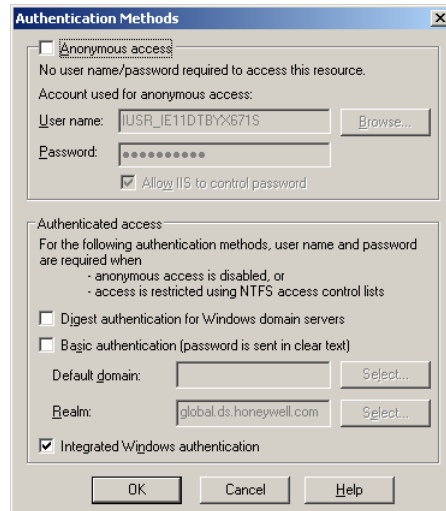 Authentication Methods
Anonymous access
No user name/password required to access this resource.
Account used for anonymous access:
User name: IUSR_IE11DTBYX671S Browse...
Password: ●●●●●●●●●●
Allow IIS to control password
Authenticated access
For the following authentication methods, user name and password
are required when
- anonymous access is disabled, or
- access is restricted using NTFS access control lists
Digest authentication for Windows domain servers
Basic authentication (password is sent in clear text)
Default domain: Select...
Realm: global.ds.honeywell.com Select...
Integrated Windows authentication
OK Cancel Help